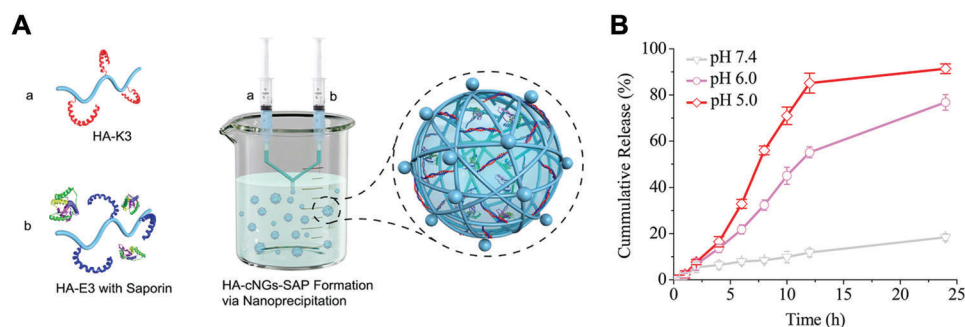 A
a
HA-K3
b
HA-E3 with Saporin
a
b
HA-cNGs-SAP Formation
via Nanoprecipitation
B
Cummulative Release (%)
100
80
60
40
20
0
pH 7.4
pH 6.0
pH 5.0
0
5
10
15
20
25
Time (h)